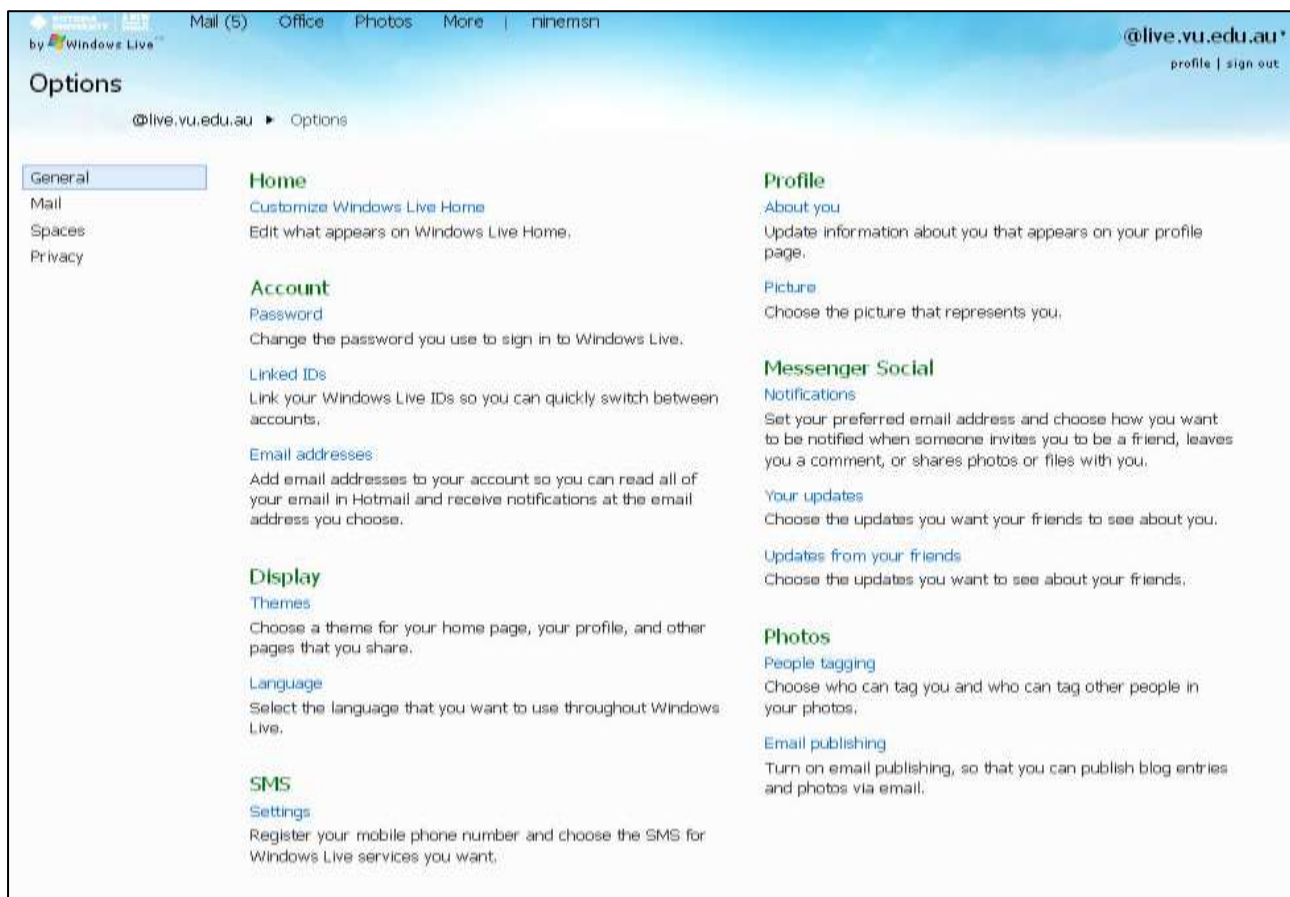 Mail (5) Office Photos More | ninemsn
by Windows Live
@live.vu.edu.au
profile | sign out
Options
@live.vu.edu.au ► Options
General
Mail
Spaces
Privacy
Home
Customize Windows Live Home
Edit what appears on Windows Live Home.
Account
Password
Change the password you use to sign in to Windows Live.
Linked IDs
Link your Windows Live IDs so you can quickly switch between
accounts.
Email addresses
Add email addresses to your account so you can read all of
your email in Hotmail and receive notifications at the email
address you choose.
Display
Themes
Choose a theme for your home page, your profile, and other
pages that you share.
Language
Select the language that you want to use throughout Windows
Live.
SMS
Settings
Register your mobile phone number and choose the SMS for
Windows Live services you want.
Profile
About you
Update information about you that appears on your profile
page.
Picture
Choose the picture that represents you.
Messenger Social
Notifications
Set your preferred email address and choose how you want
to be notified when someone invites you to be a friend, leaves
you a comment, or shares photos or files with you.
Your updates
Choose the updates you want your friends to see about you.
Updates from your friends
Choose the updates you want to see about your friends.
Photos
People tagging
Choose who can tag you and who can tag other people in
your photos.
Email publishing
Turn on email publishing, so that you can publish blog entries
and photos via email.